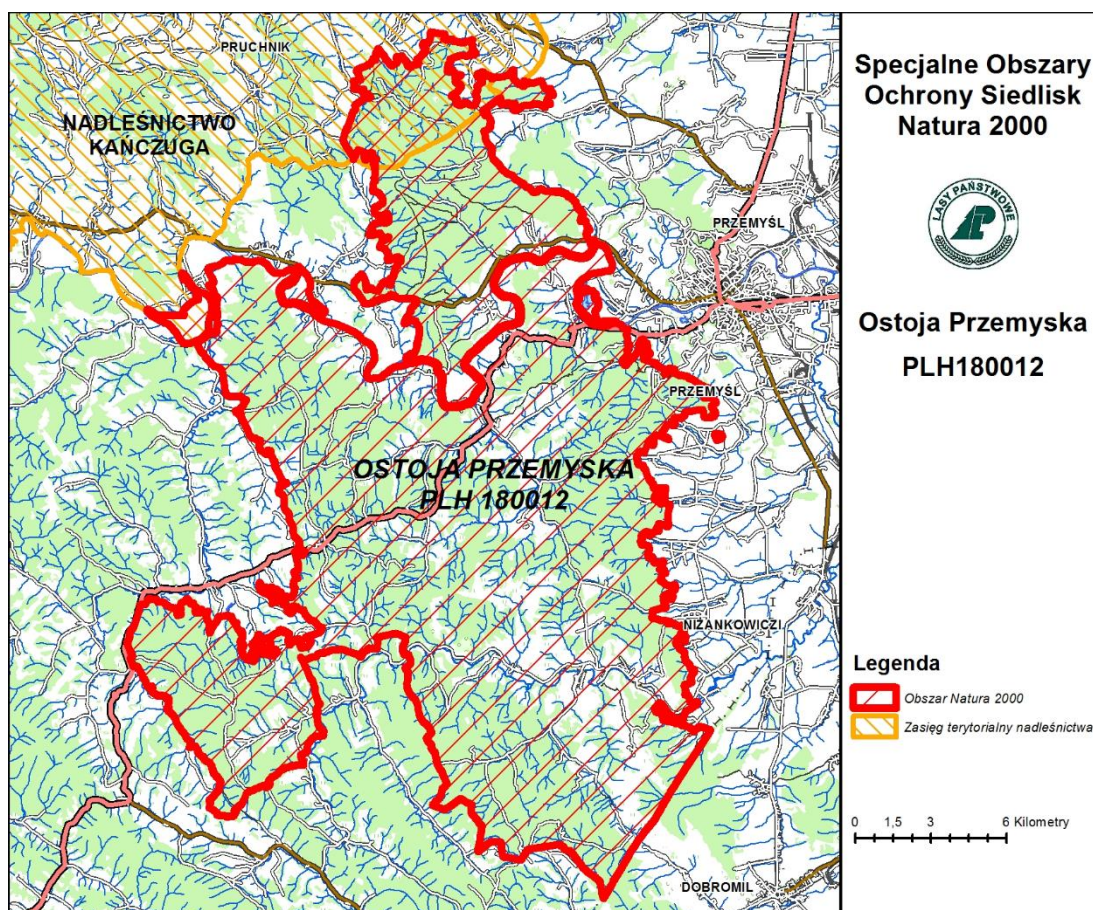 PRUCHNIK
NADLEŚNICTWO
KAŃCZUGA
PRZEMYŚL
PRZEMYŚL
OSTOJA PRZEMYSKA
PLH 180012
NIŻANKOWICZI
DOBROMIL
Specjalne Obszary
Ochrony Siedlisk
Natura 2000
LASY PAŃSTWOWE
Ostoja Przemyska
PLH180012
Legenda
Obszar Natura 2000
Zasięg terytorialny nadleśnictwa
0 1,5 3 6 Kilometry